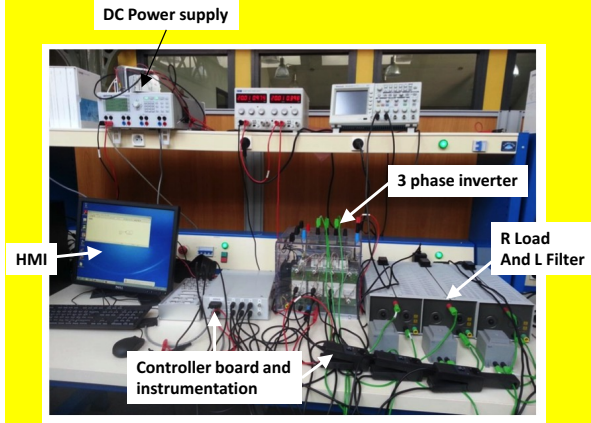 DC Power supply
3 phase inverter
R Load
And L Filter
HMI
Controller board and
instrumentation